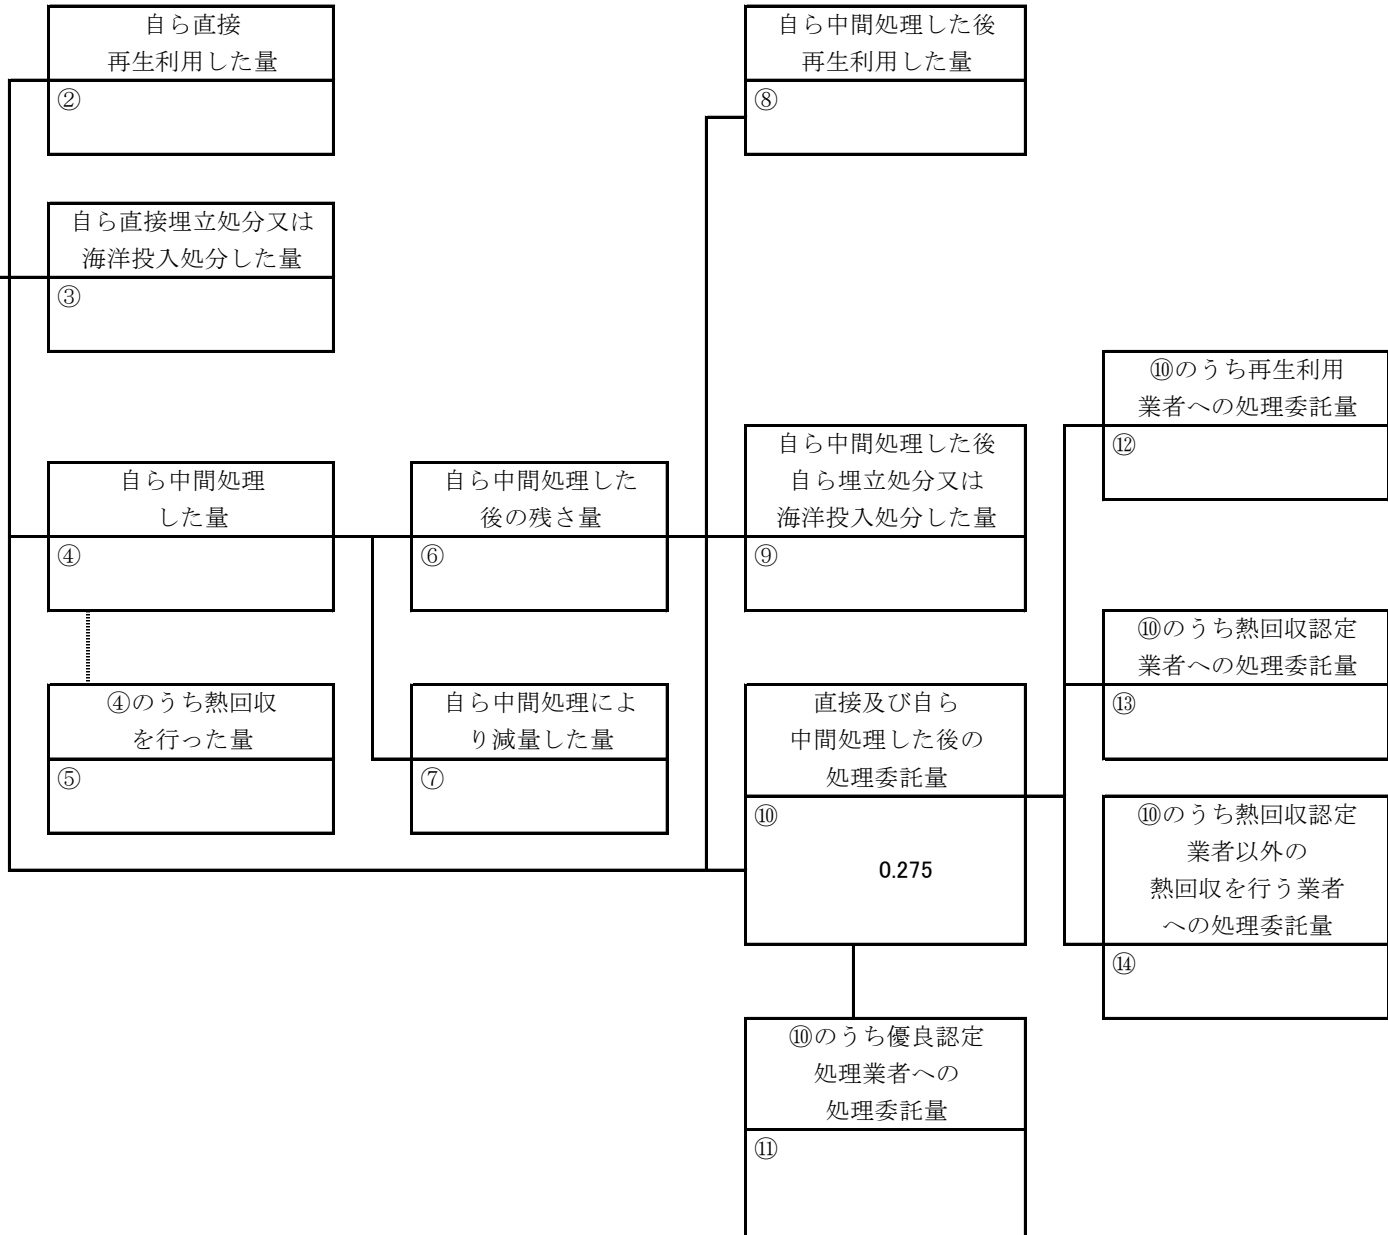 自ら直接
再生利用した量
②
自ら中間処理した後
再生利用した量
⑧
自ら直接埋立処分又は
海洋投入処分した量
③
⑩のうち再生利用
業者への処理委託量
⑫
自ら中間処理
した量
④
自ら中間処理した
後の残さ量
⑥
自ら中間処理した後
自ら埋立処分又は
海洋投入処分した量
⑨
⑩のうち熱回収認定
業者への処理委託量
⑬
④のうち熱回収
を行った量
⑤
自ら中間処理によ
り減量した量
⑦
直接及び自ら
中間処理した後の
処理委託量
⑩
0.275
⑩のうち熱回収認定
業者以外の
熱回収を行う業者
への処理委託量
⑭
⑩のうち優良認定
処理業者への
処理委託量
⑪